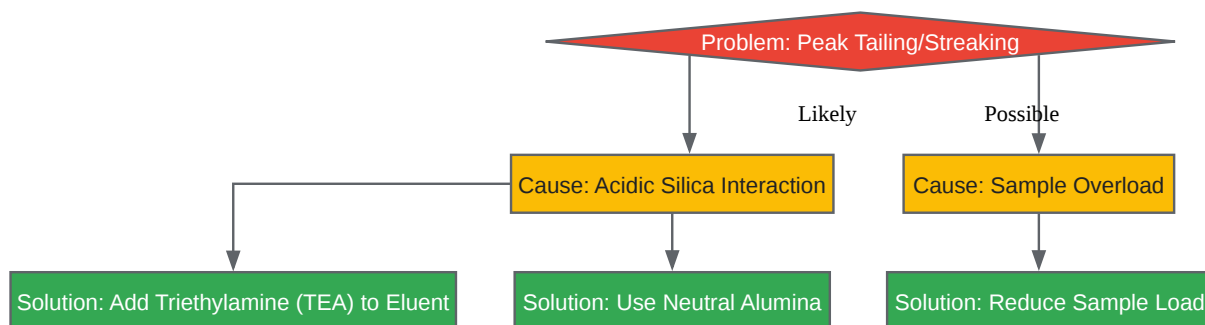 Problem: Peak Tailing/Streaking
Likely
Possible
Cause: Acidic Silica Interaction
Cause: Sample Overload
Solution: Add Triethylamine (TEA) to Eluent
Solution: Use Neutral Alumina
Solution: Reduce Sample Load